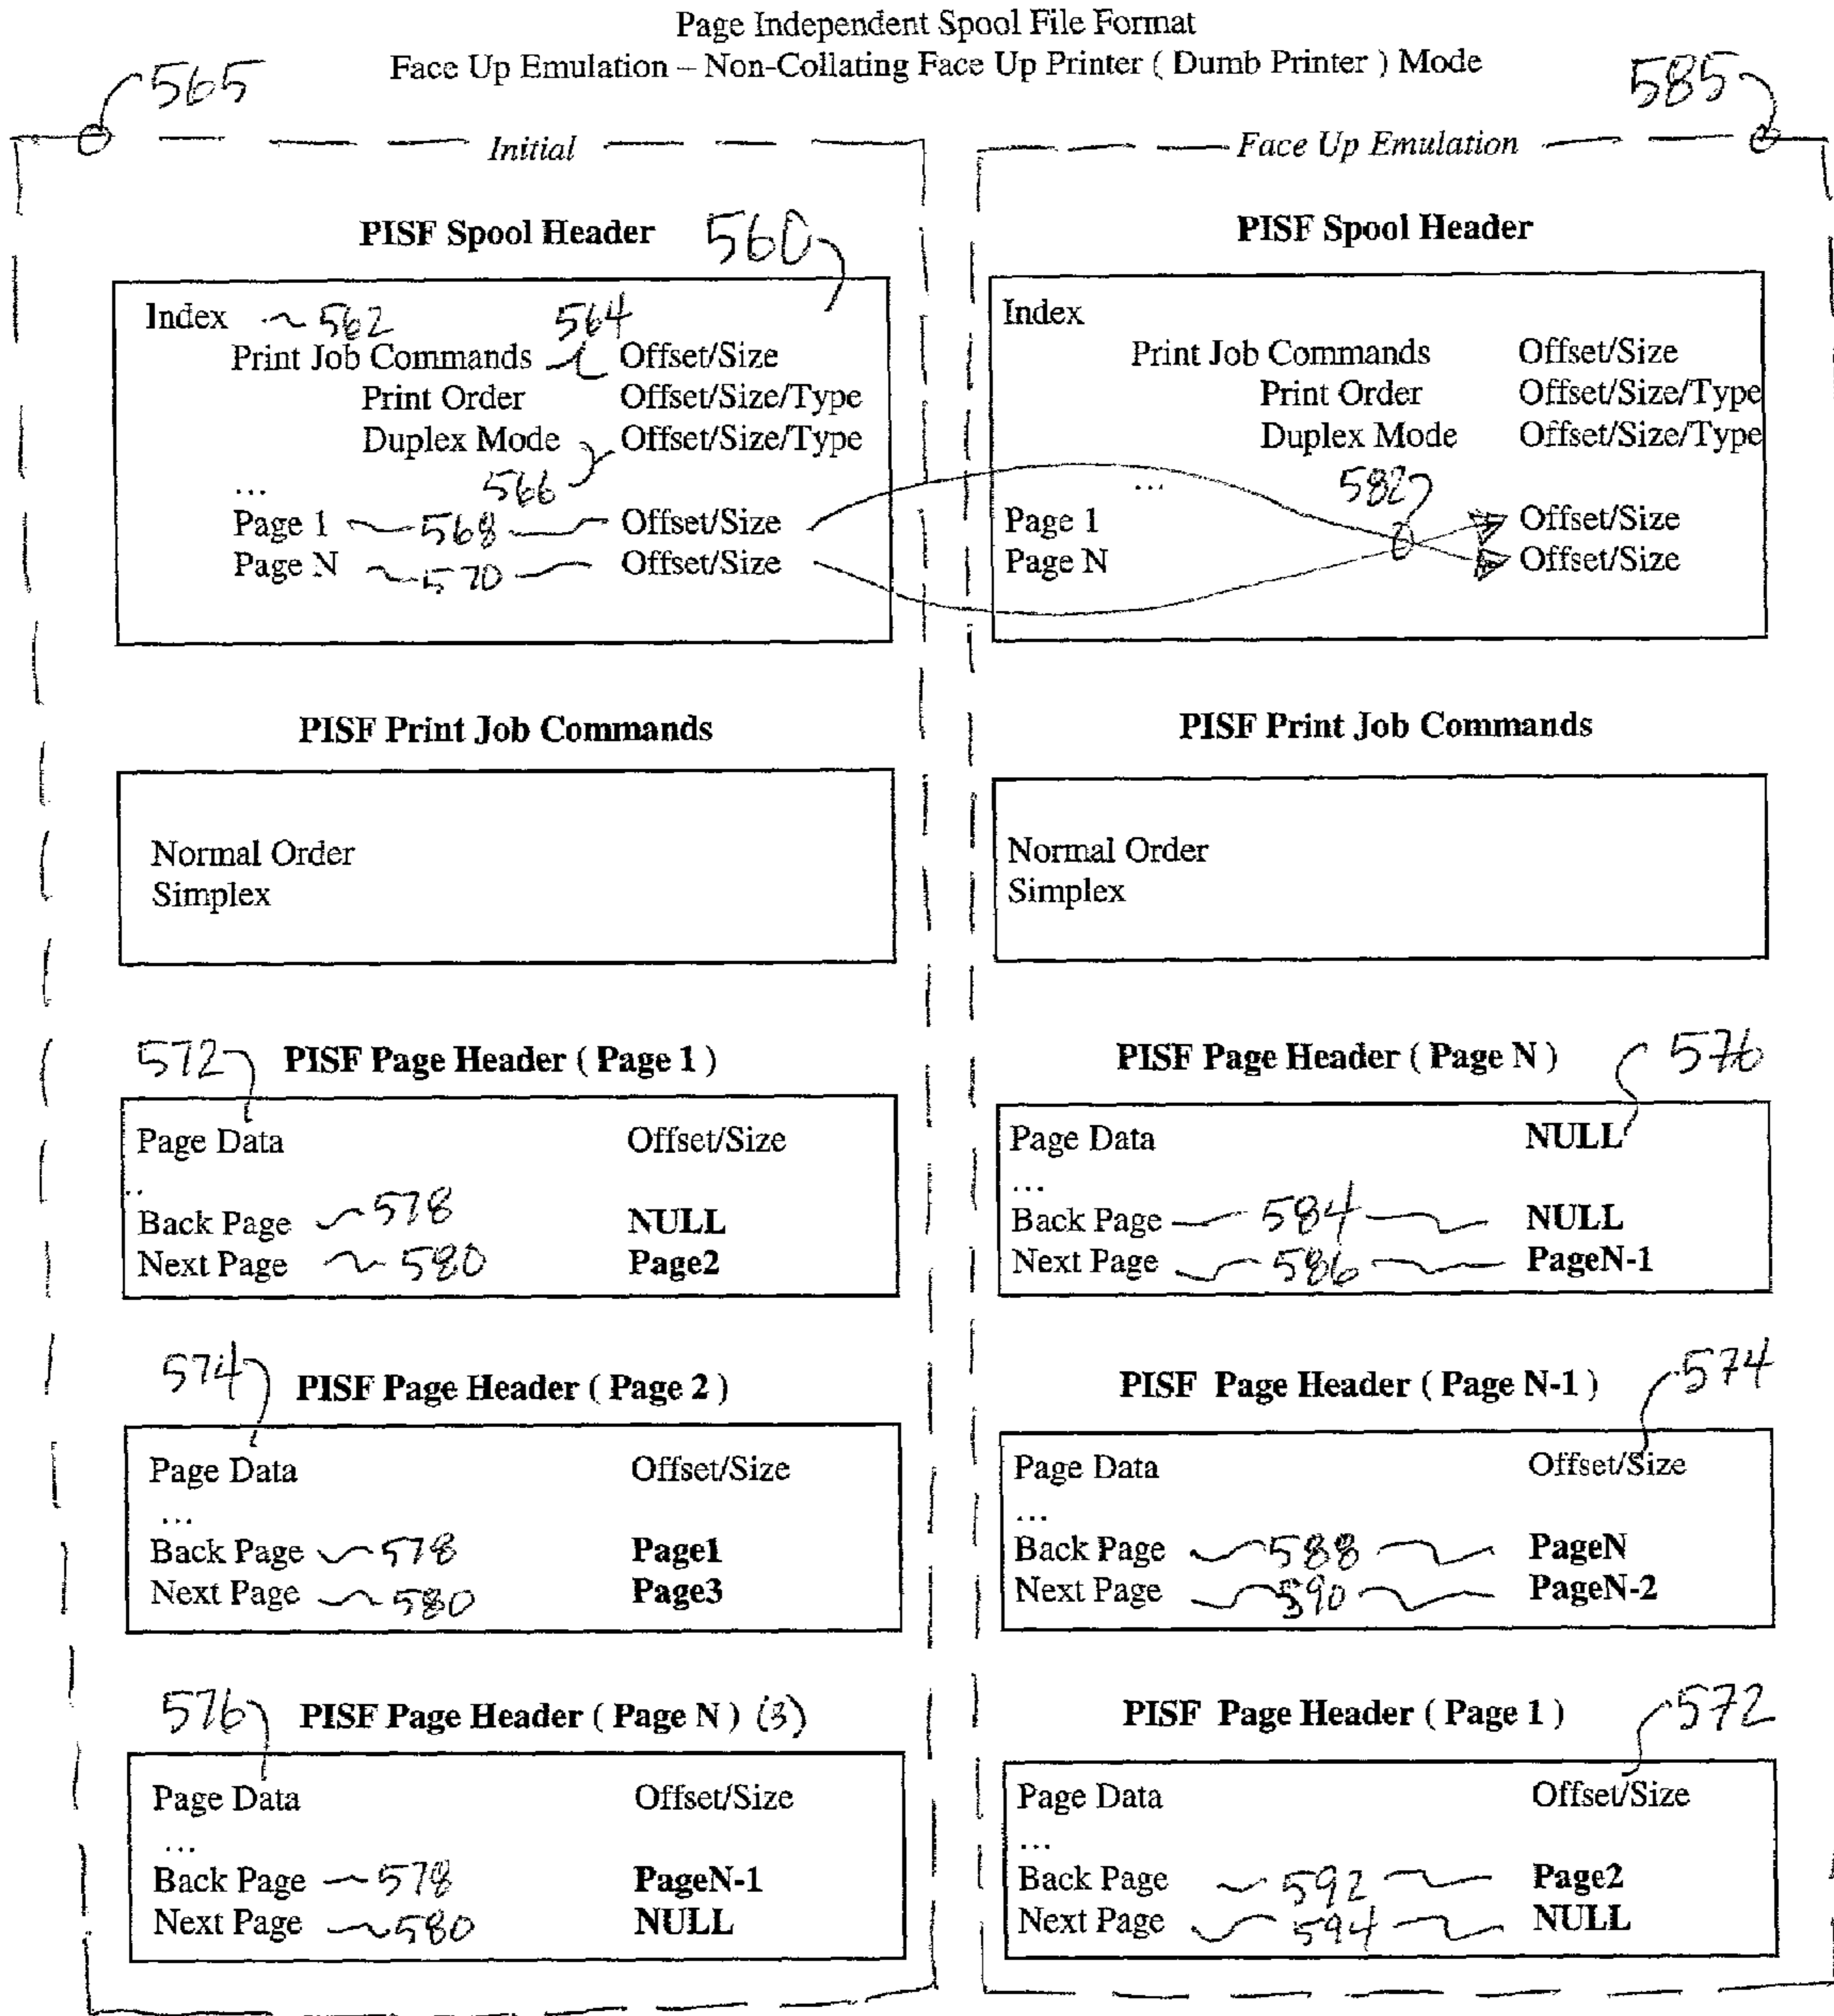 Page Independent Spool File Format
Face Up Emulation – Non-Collating Face Up Printer ( Dumb Printer ) Mode
565
585
Initial
Face Up Emulation
PISF Spool Header 560
Index 562
564
Print Job Commands Offset/Size
Print Order Offset/Size/Type
Duplex Mode Offset/Size/Type
...
566
Page 1 568 Offset/Size
Page N 570 Offset/Size
PISF Print Job Commands
Normal Order
Simplex
572 PISF Page Header ( Page 1 )
Page Data Offset/Size
..
Back Page 578 NULL
Next Page 580 Page2
574 PISF Page Header ( Page 2 )
Page Data Offset/Size
...
Back Page 578 Page1
Next Page 580 Page3
576 PISF Page Header ( Page N ) (3)
Page Data Offset/Size
...
Back Page 578 PageN-1
Next Page 580 NULL
PISF Spool Header
Index
Print Job Commands Offset/Size
Print Order Offset/Size/Type
Duplex Mode Offset/Size/Type
...
582
Page 1 Offset/Size
Page N Offset/Size
PISF Print Job Commands
Normal Order
Simplex
PISF Page Header ( Page N ) 576
Page Data NULL
...
Back Page 584 NULL
Next Page 586 PageN-1
PISF Page Header ( Page N-1 ) 574
Page Data Offset/Size
...
Back Page 588 PageN
Next Page 590 PageN-2
PISF Page Header ( Page 1 ) 572
Page Data Offset/Size
...
Back Page 592 Page2
Next Page 594 NULL